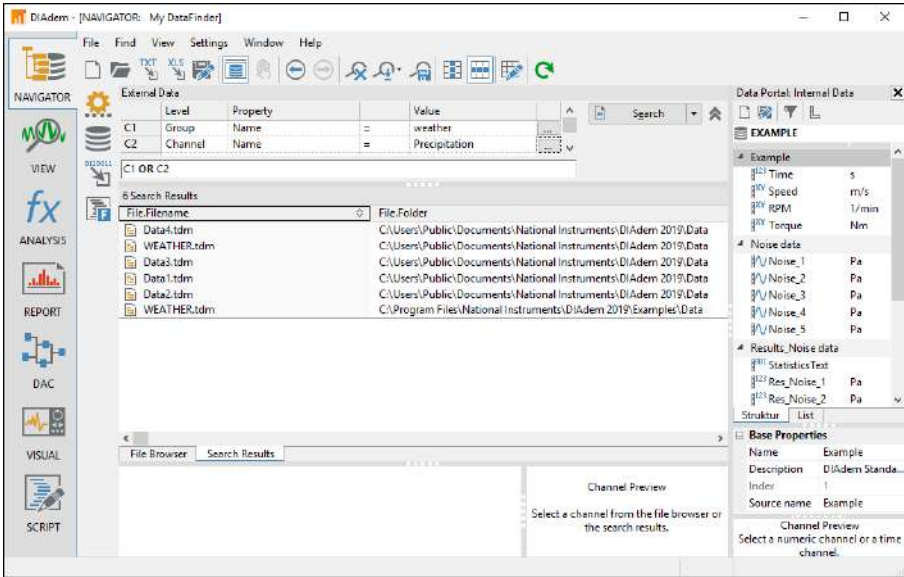 DIAdem - [NAVIGATOR: My DataFinder]
File Find View Settings Window Help
TXT XLS
NAVIGATOR
VIEW
ANALYSIS
REPORT
DAC
VISUAL
SCRIPT
External Data
Level Property Value
C1 Group Name = weather ...
C2 Channel Name = Precipitation ...
Search
C1 OR C2
6 Search Results
File.Filename File.Folder
Data4.tdm C:\Users\Public\Documents\National Instruments\DIAdem 2019\Data
WEATHER.tdm C:\Users\Public\Documents\National Instruments\DIAdem 2019\Data
Data3.tdm C:\Users\Public\Documents\National Instruments\DIAdem 2019\Data
Data1.tdm C:\Users\Public\Documents\National Instruments\DIAdem 2019\Data
Data2.tdm C:\Users\Public\Documents\National Instruments\DIAdem 2019\Data
WEATHER.tdm C:\Program Files\National Instruments\DIAdem 2019\Examples\Data
File Browser Search Results
Channel Preview
Select a channel from the file browser or
the search results.
Data Portal: Internal Data
EXAMPLE
Example
Time s
Speed m/s
RPM 1/min
Torque Nm
Noise data
Noise_1 Pa
Noise_2 Pa
Noise_3 Pa
Noise_4 Pa
Noise_5 Pa
Results_Noise data
StatisticsText
Res_Noise_1 Pa
Res_Noise_2 Pa
Struktur List
Base Properties
Name Example
Description DIAdem Standa...
Index 1
Source name Example
Channel Preview
Select a numeric channel or a time
channel.